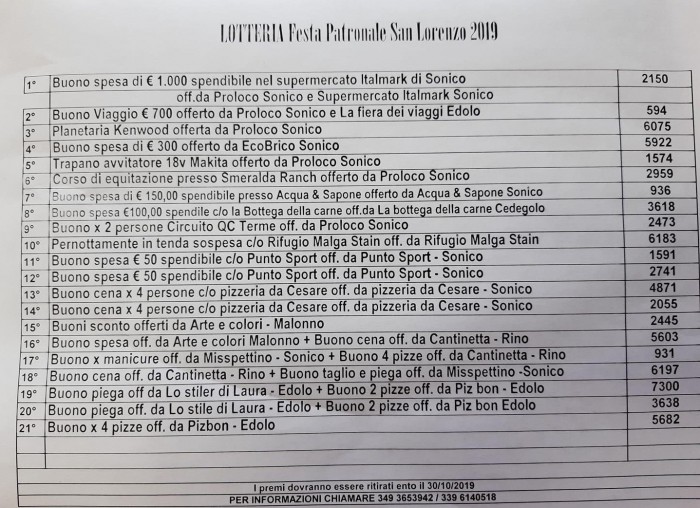 LOTTERIA Festa Patronale San Lorenzo 2019
1° Buono spesa di € 1.000 spendibile nel supermercato Italmark di Sonico 2150
off.da Proloco Sonico e Supermercato Italmark Sonico
2° Buono Viaggio € 700 offerto da Proloco Sonico e La fiera dei viaggi Edolo 594
3° Planetaria Kenwood offerta da Proloco Sonico 6075
4° Buono spesa di € 300 offerto da EcoBrico Sonico 5922
5° Trapano avvitatore 18v Makita offerto da Proloco Sonico 1574
6° Corso di equitazione presso Smeralda Ranch offerto da Proloco Sonico 2959
7° Buono spesa di € 150,00 spendibile presso Acqua & Sapone offerto da Acqua & Sapone Sonico 936
8° Buono spesa €100,00 spendile c/o la Bottega della carne off.da La bottega della carne Cedegolo 3618
9° Buono x 2 persone Circuito QC Terme off. da Proloco Sonico 2473
10° Pernottamente in tenda sospesa c/o Rifugio Malga Stain off. da Rifugio Malga Stain 6183
11° Buono spesa € 50 spendibile c/o Punto Sport off. da Punto Sport - Sonico 1591
12° Buono spesa € 50 spendibile c/o Punto Sport off. da Punto Sport - Sonico 2741
13° Buono cena x 4 persone c/o pizzeria da Cesare off. da pizzeria da Cesare - Sonico 4871
14° Buono cena x 4 persone c/o pizzeria da Cesare off. da pizzeria da Cesare - Sonico 2055
15° Buoni sconto offerti da Arte e colori - Malonno 2445
16° Buono spesa off. da Arte e colori Malonno + Buono cena off. da Cantinetta - Rino 5603
17° Buono x manicure off. da Misspettino - Sonico + Buono 4 pizze off. da Cantinetta - Rino 931
18° Buono cena off. da Cantinetta - Rino + Buono taglio e piega off. da Misspettino -Sonico 6197
19° Buono piega off da Lo stiler di Laura - Edolo + Buono 2 pizze off. da Piz bon - Edolo 7300
20° Buono piega off. da Lo stile di Laura - Edolo + Buono 2 pizze off. da Piz bon Edolo 3638
21° Buono x 4 pizze off. da Pizbon - Edolo 5682
I premi dovranno essere ritirati ento il 30/10/2019
PER INFORMAZIONI CHIAMARE 349 3653942 / 339 6140518